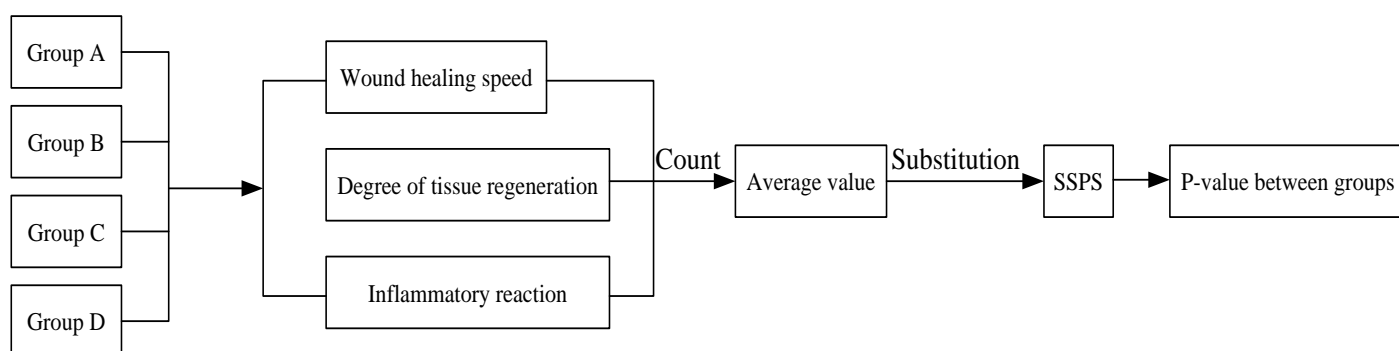 Group A
Group B
Group C
Group D
Wound healing speed
Degree of tissue regeneration
Inflammatory reaction
Count
Average value
Substitution
SSPS
P-value between groups